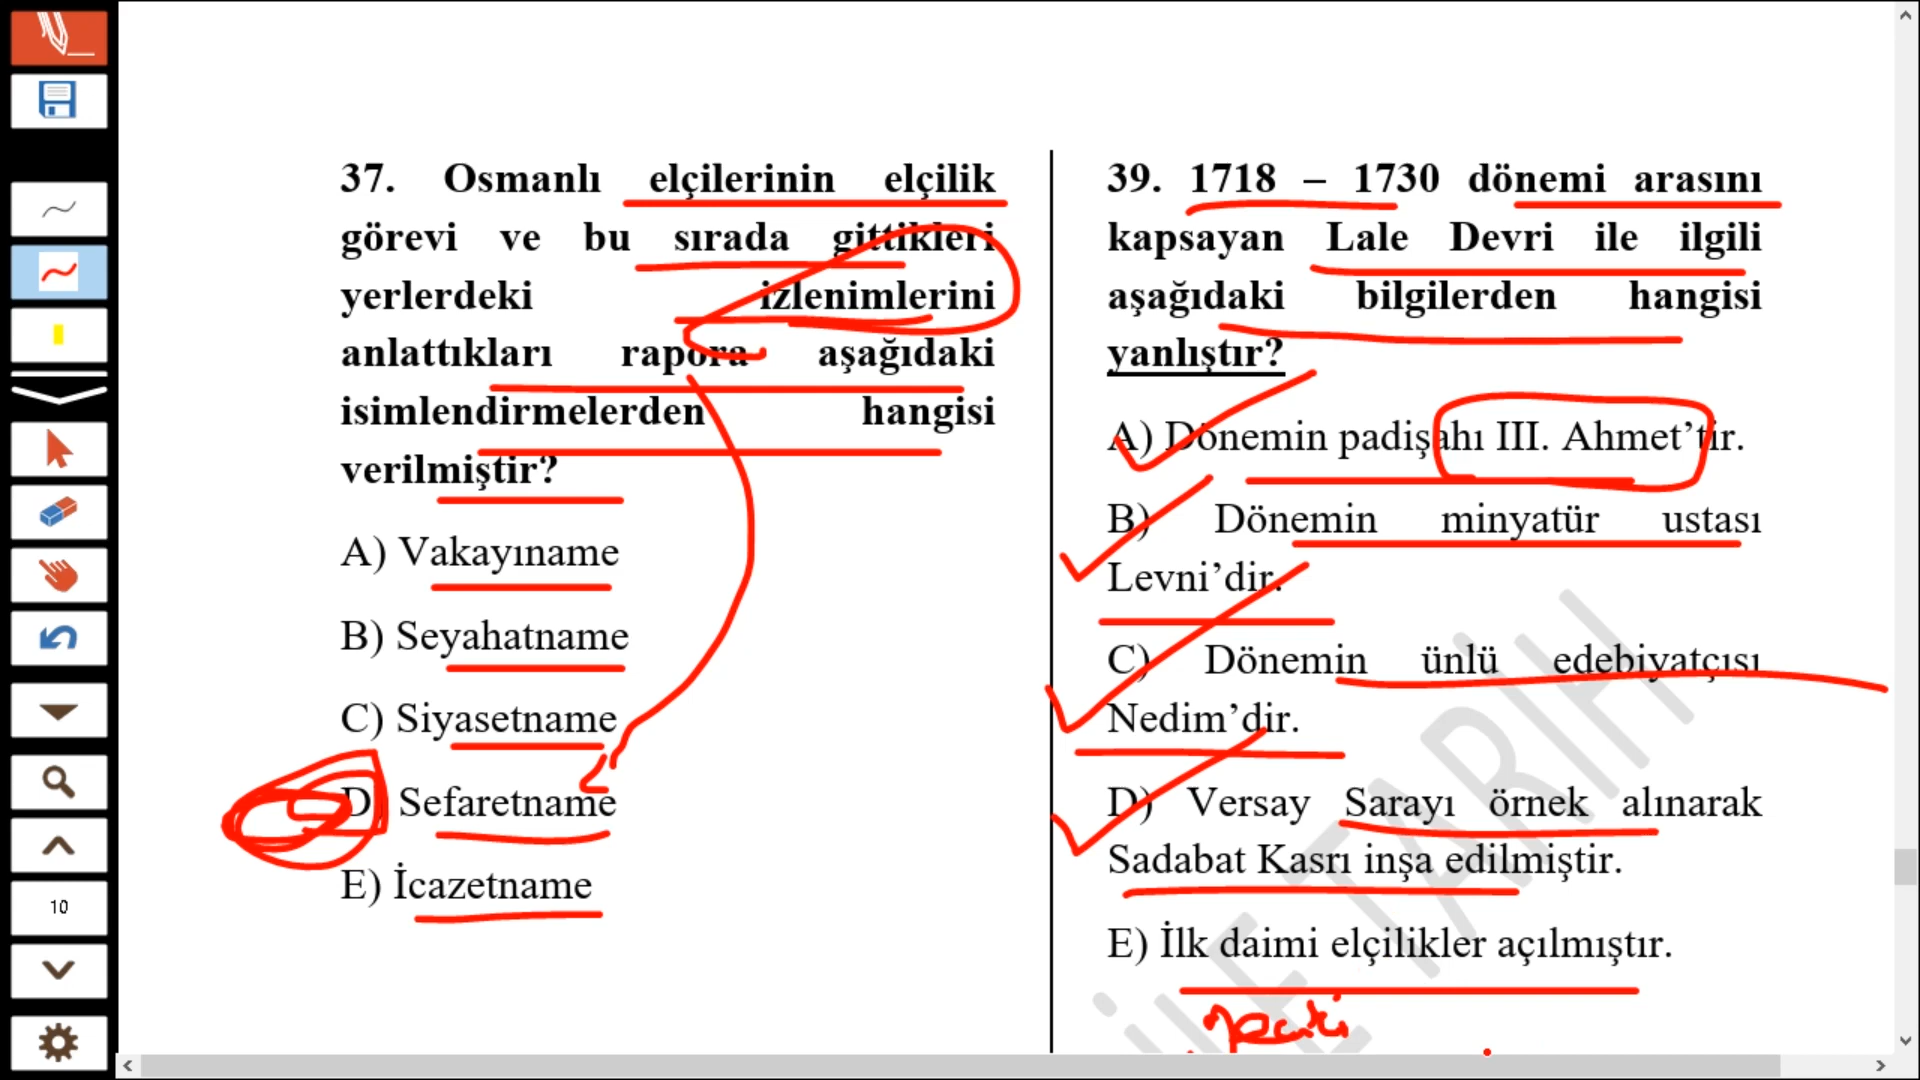 37. Osmanlı elçilerinin elçilik
görevi ve bu sırada gittikleri
yerlerdeki izlenimlerini
anlattıkları rapora aşağıdaki
isimlendirmelerden hangisi
verilmiştir?
A) Vakayıname
B) Seyahatname
C) Siyasetname
D) Sefaretname
E) İcazetname
39. 1718 – 1730 dönemi arasını
kapsayan Lale Devri ile ilgili
aşağıdaki bilgilerden hangisi
yanlıştır?
A) Dönemin padişahı III. Ahmet’tir.
B) Dönemin minyatür ustası
Levni’dir.
C) Dönemin ünlü edebiyatçısı
Nedim’dir.
D) Versay Sarayı örnek alınarak
Sadabat Kasrı inşa edilmiştir.
E) İlk daimi elçilikler açılmıştır.
İLE TARİH
10